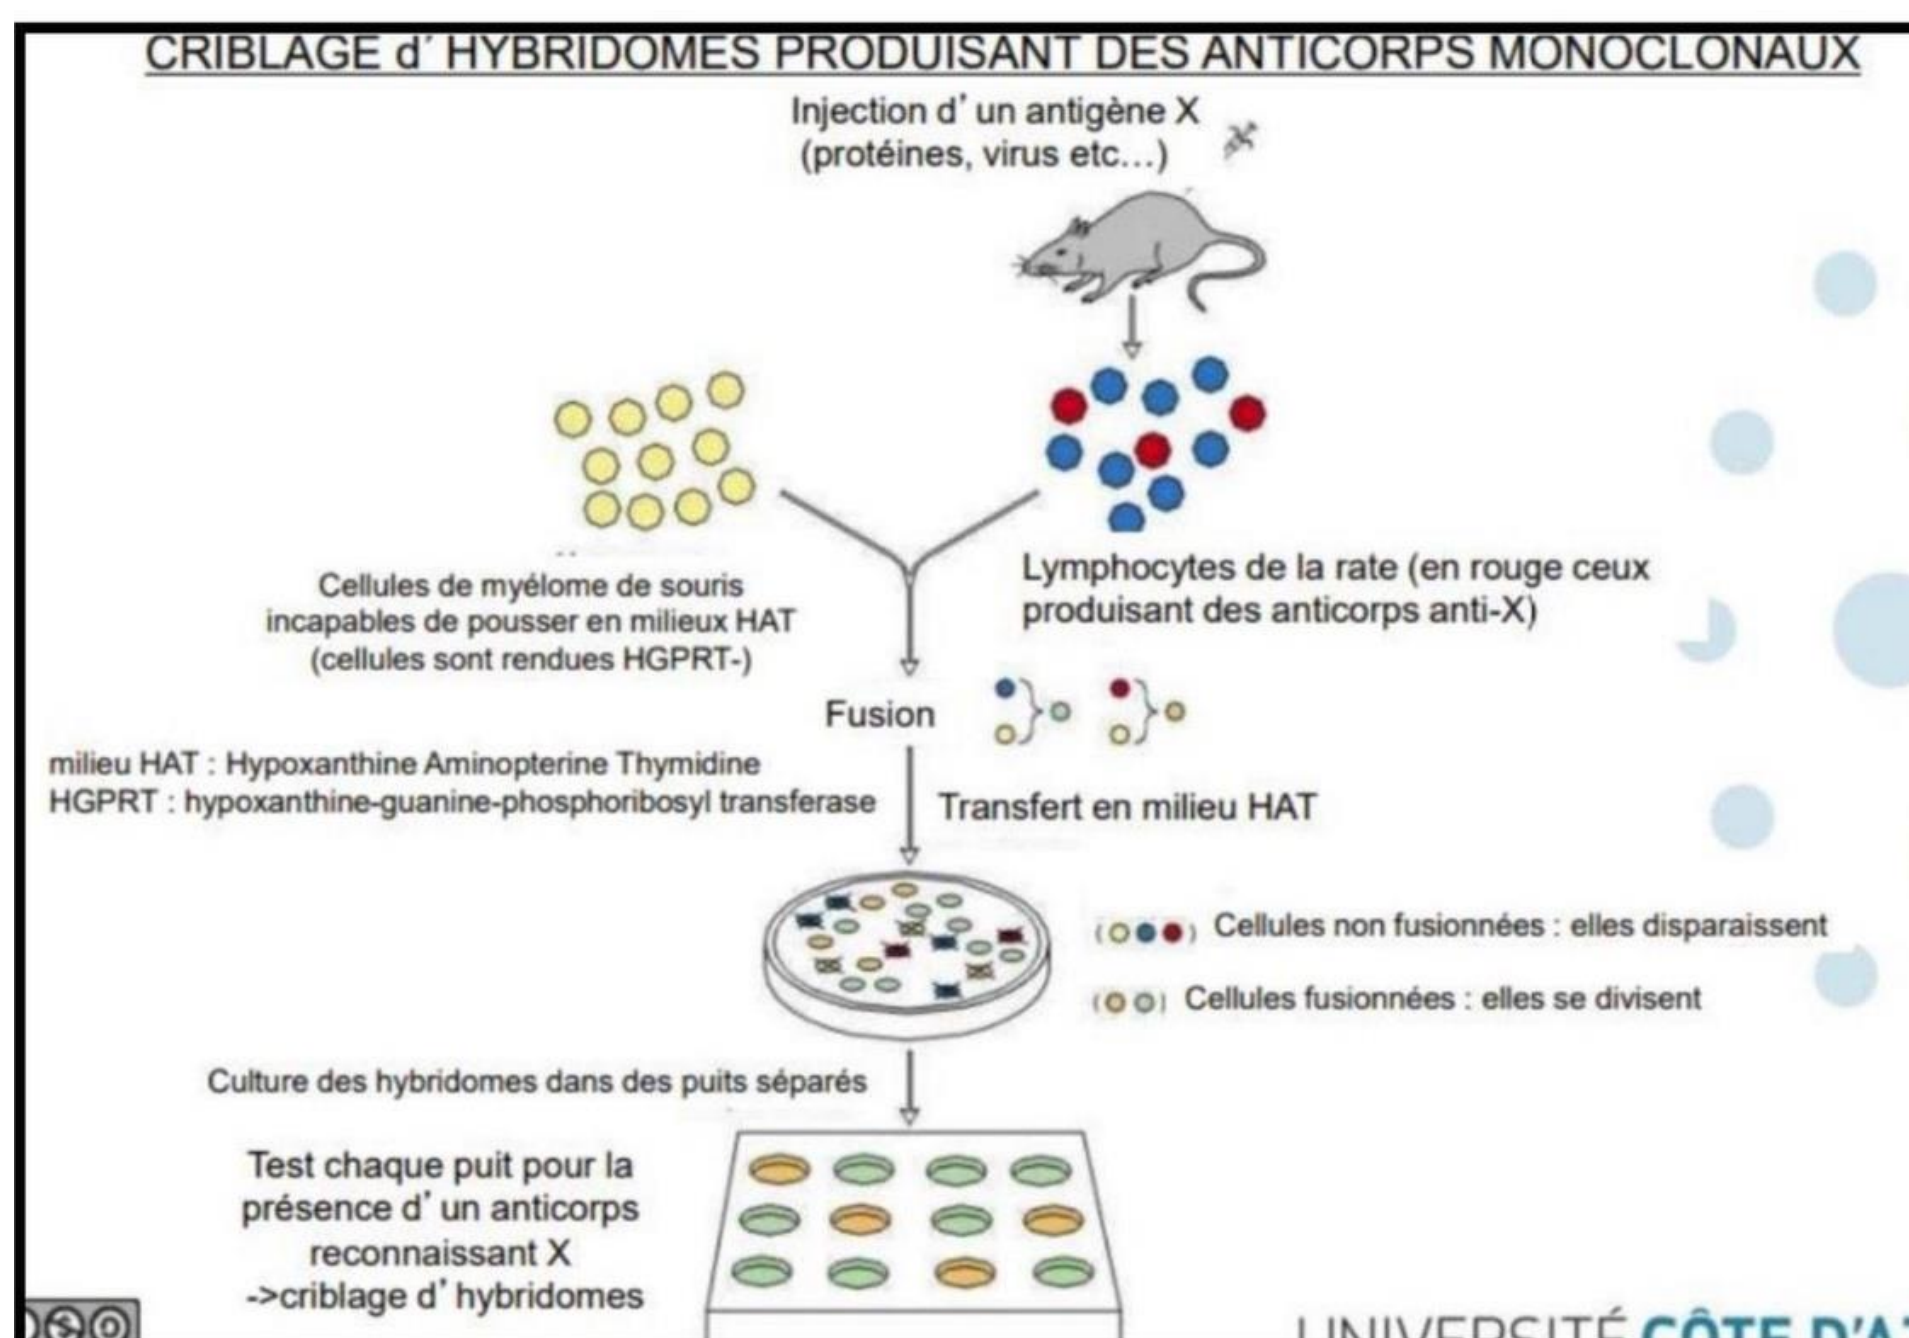 CRIBLAGE d' HYBRIDOMES PRODUISANT DES ANTICORPS MONOCLONAUX
Injection d' un antigène X
(protéines, virus etc…)
Cellules de myélome de souris
incapables de pousser en milieux HAT
(cellules sont rendues HGPRT-)
Lymphocytes de la rate (en rouge ceux
produisant des anticorps anti-X)
Fusion
milieu HAT : Hypoxanthine Aminopterine Thymidine
HGPRT : hypoxanthine-guanine-phosphoribosyl transferase
Transfert en milieu HAT
Cellules non fusionnées : elles disparaissent
Cellules fusionnées : elles se divisent
Culture des hybridomes dans des puits séparés
Test chaque puit pour la
présence d' un anticorps
reconnaissant X
->criblage d' hybridomes
UNIVERSITÉ CÔTE D'A